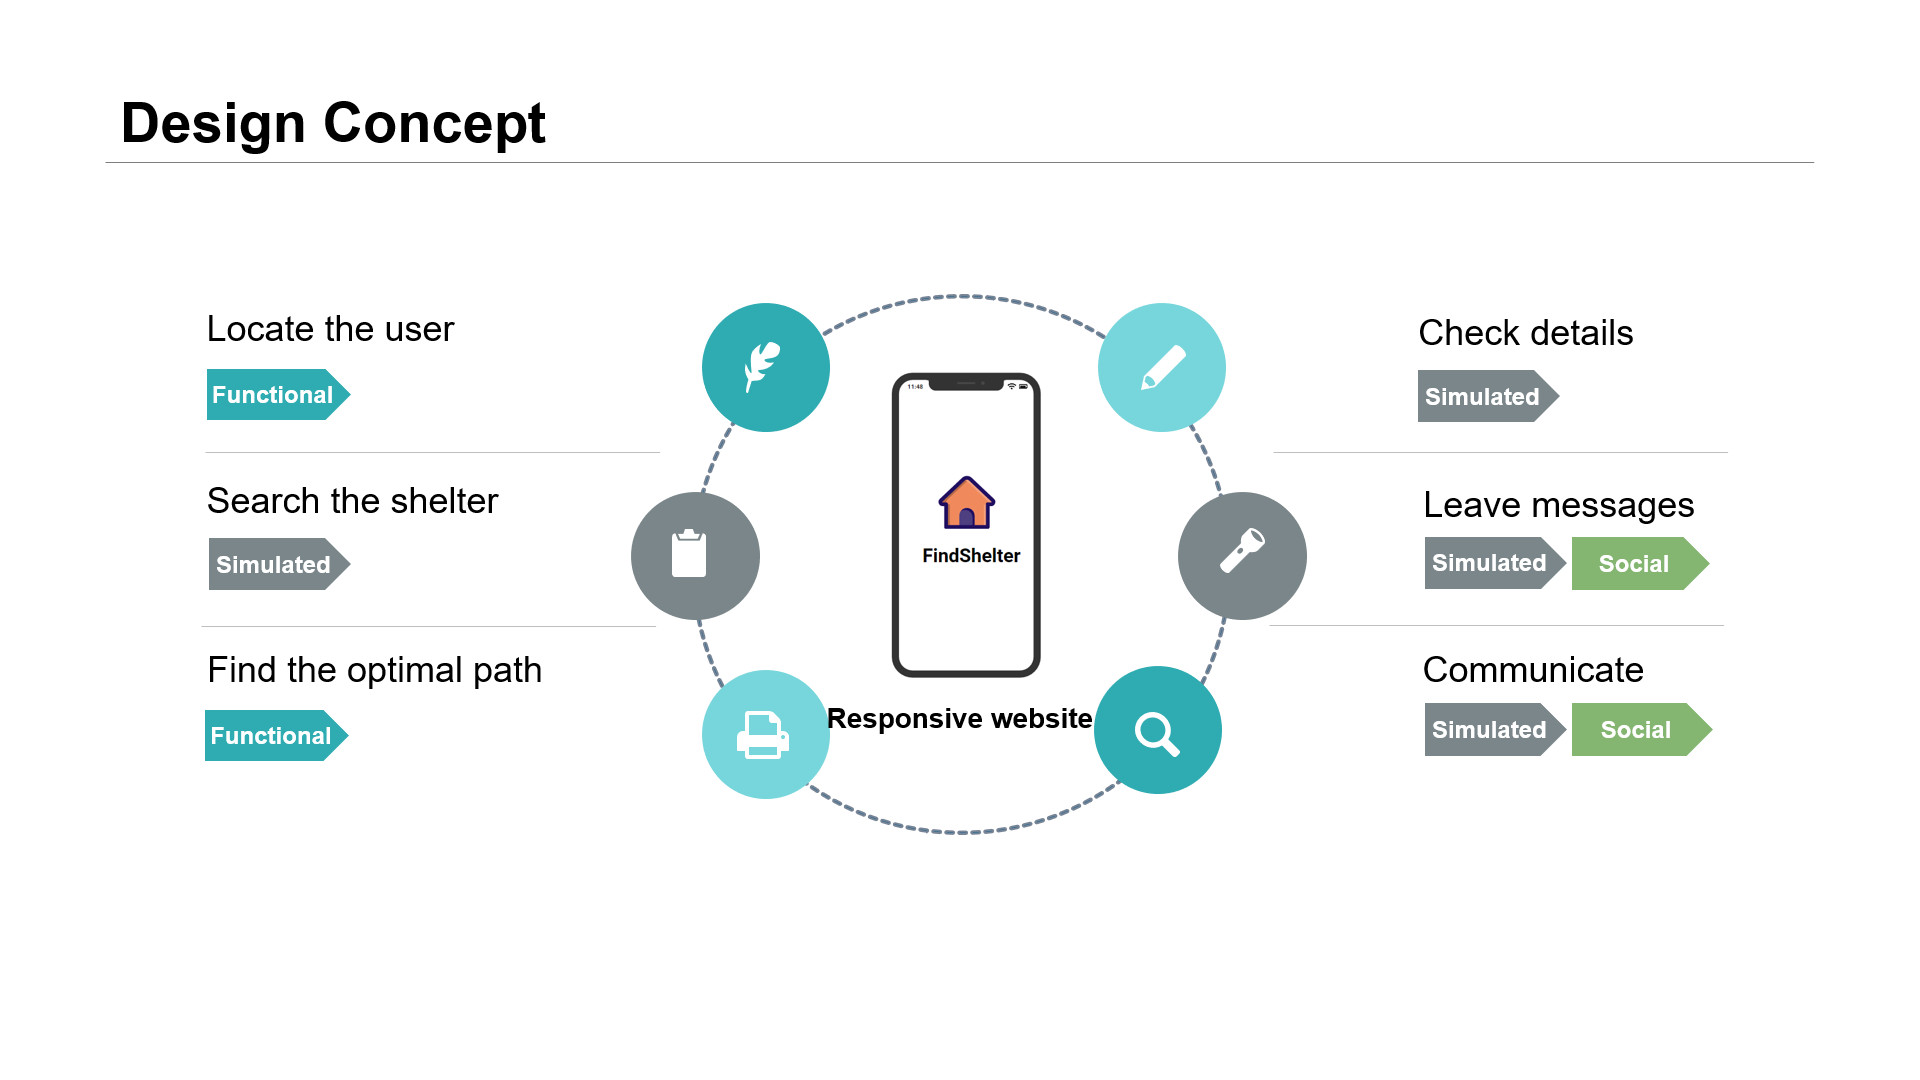 Design Concept
Locate the user
Functional
Search the shelter
Simulated
Find the optimal path
Functional
11:48
FindShelter
Responsive website
Check details
Simulated
Leave messages
Simulated Social
Communicate
Simulated Social